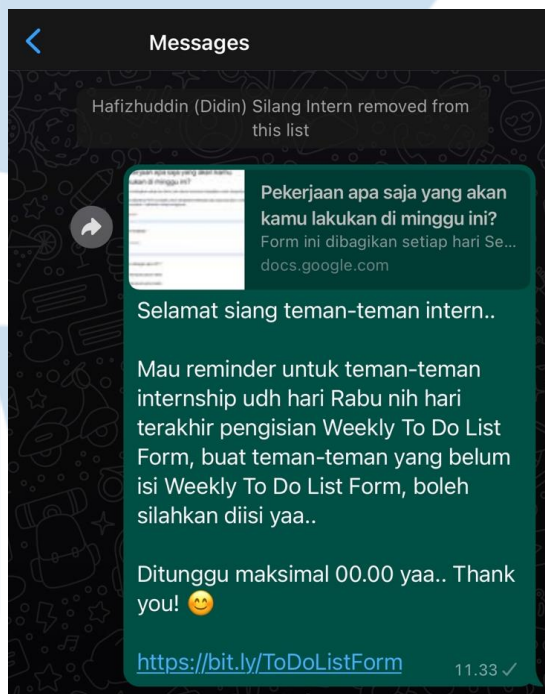 Messages
Hafizhuddin (Didin) Silang Intern removed from
this list
Pekerjaan apa saja yang akan
kamu lakukan di minggu ini?
Form ini dibagikan setiap hari Se...
docs.google.com
Selamat siang teman-teman intern..
Mau reminder untuk teman-teman
internship udh hari Rabu nih hari
terakhir pengisian Weekly To Do List
Form, buat teman-teman yang belum
isi Weekly To Do List Form, boleh
silahkan diisi yaa..
Ditunggu maksimal 00.00 yaa.. Thank
you! 😊
https://bit.ly/ToDoListForm
11.33